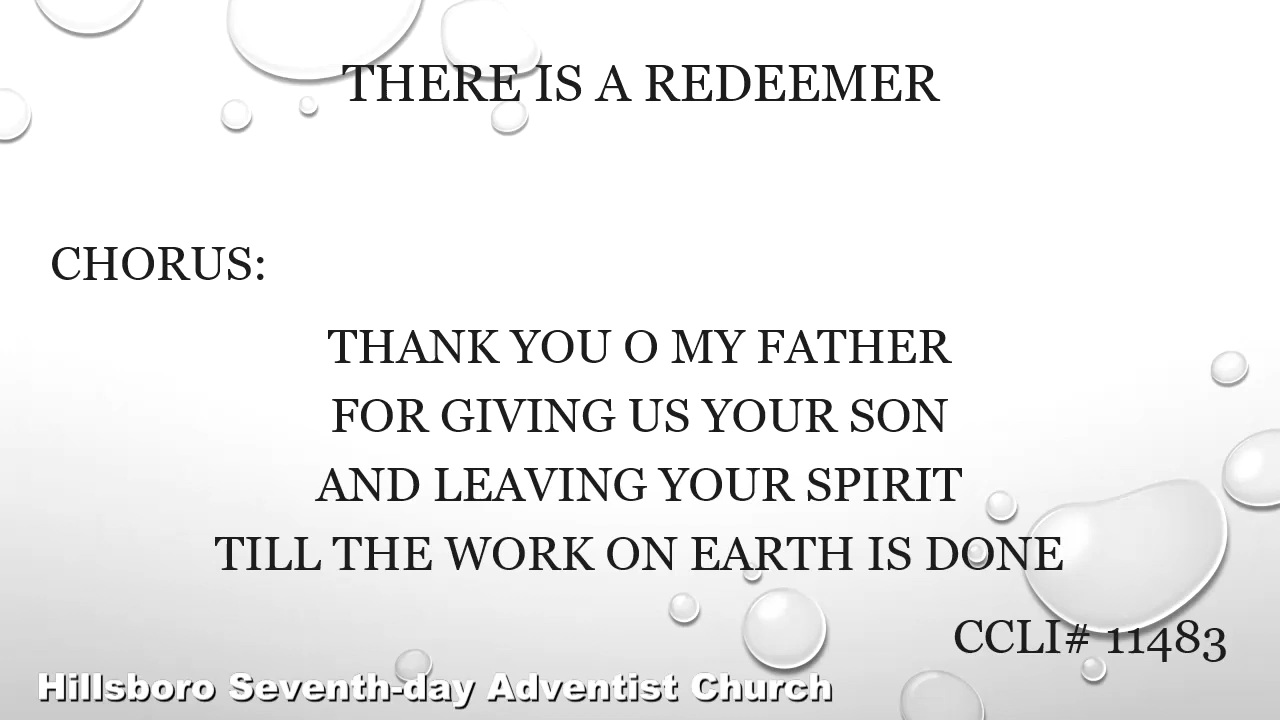 THERE IS A REDEEMER
CHORUS:
THANK YOU O MY FATHER
FOR GIVING US YOUR SON
AND LEAVING YOUR SPIRIT
TILL THE WORK ON EARTH IS DONE
CCLI# 11483
Hillsboro Seventh-day Adventist Church